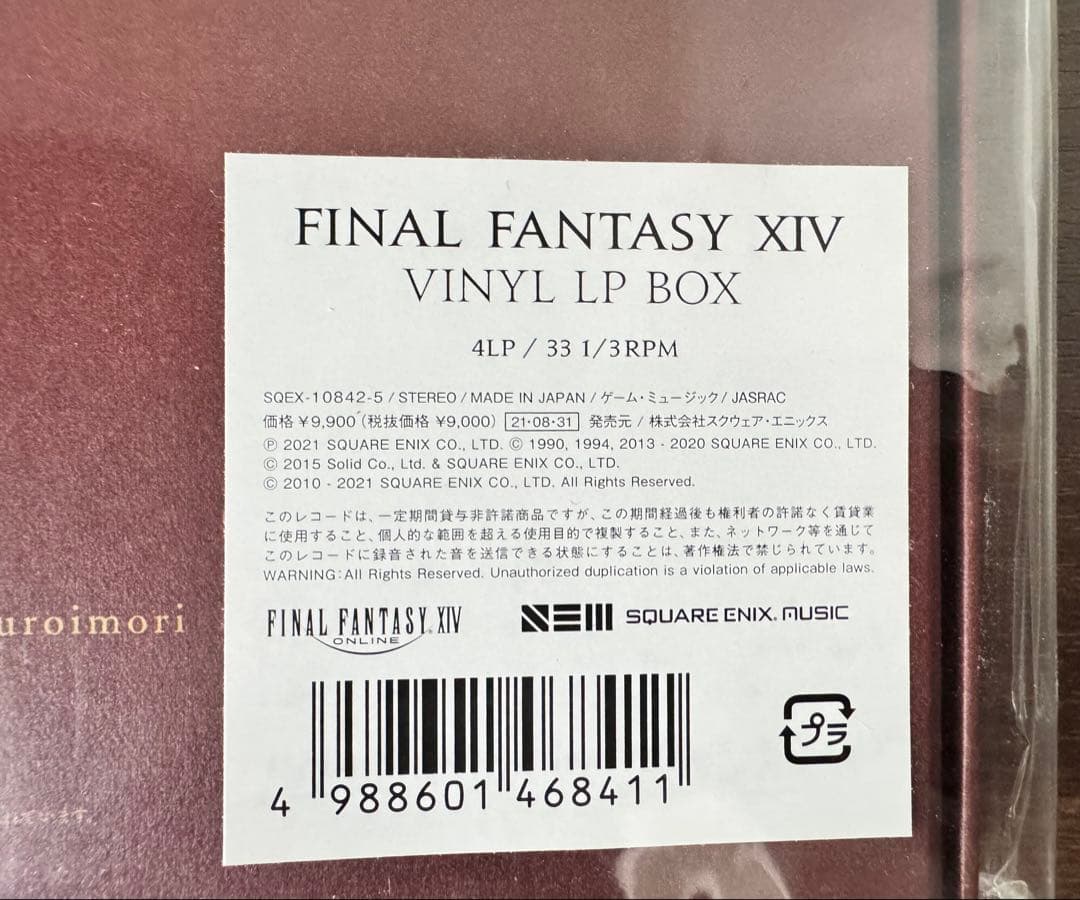 FINAL FANTASY XIV
VINYL LP BOX
4LP / 33 1/3RPM
SQEX-10842-5 / STEREO / MADE IN JAPAN / ゲーム・ミュージック / JASRAC
価格 ¥9,900 (税抜価格 ¥9,000) 21・08・31 発売元 / 株式会社スクウェア・エニックス
Ⓟ 2021 SQUARE ENIX CO., LTD. © 1990, 1994, 2013 - 2020 SQUARE ENIX CO., LTD.
© 2015 Solid Co., Ltd. & SQUARE ENIX CO., LTD.
© 2010 - 2021 SQUARE ENIX CO., LTD. All Rights Reserved.
このレコードは、一定期間貸与非許諾商品ですが、この期間経過後も権利者の許諾なく賃貸業
に使用すること、個人的な範囲を超える使用目的で複製すること、また、ネットワーク等を通じて
このレコードに録音された音を送信できる状態にすることは、著作権法で禁じられています。
WARNING: All Rights Reserved. Unauthorized duplication is a violation of applicable laws.
uroimori
FINAL FANTASY XIV
ONLINE
SQUARE ENIX. MUSIC
プラ
4 988601 468411
ています。